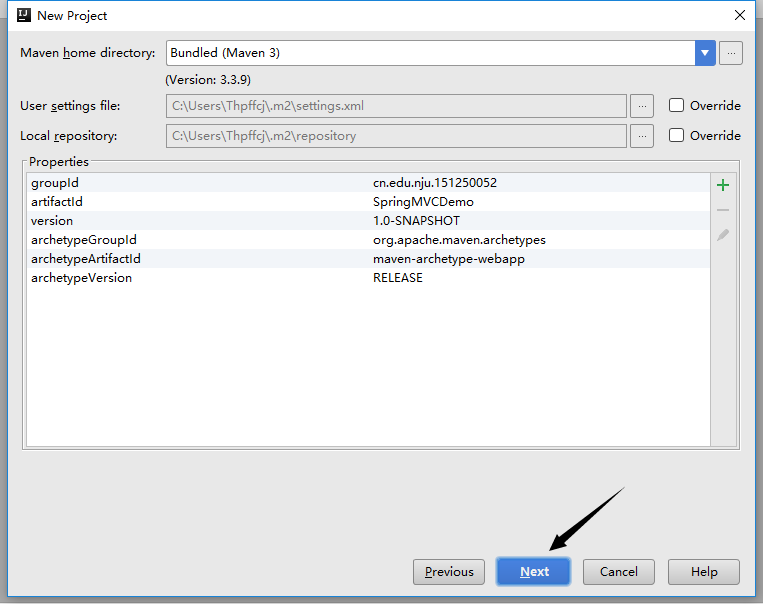 New Project
Maven home directory: Bundled (Maven 3)
(Version: 3.3.9)
User settings file: C:\Users\Thpffcj\.m2\settings.xml ... Override
Local repository: C:\Users\Thpffcj\.m2\repository ... Override
Properties
groupId cn.edu.nju.151250052
artifactId SpringMVCDemo
version 1.0-SNAPSHOT
archetypeGroupId org.apache.maven.archetypes
archetypeArtifactId maven-archetype-webapp
archetypeVersion RELEASE
Previous Next Cancel Help